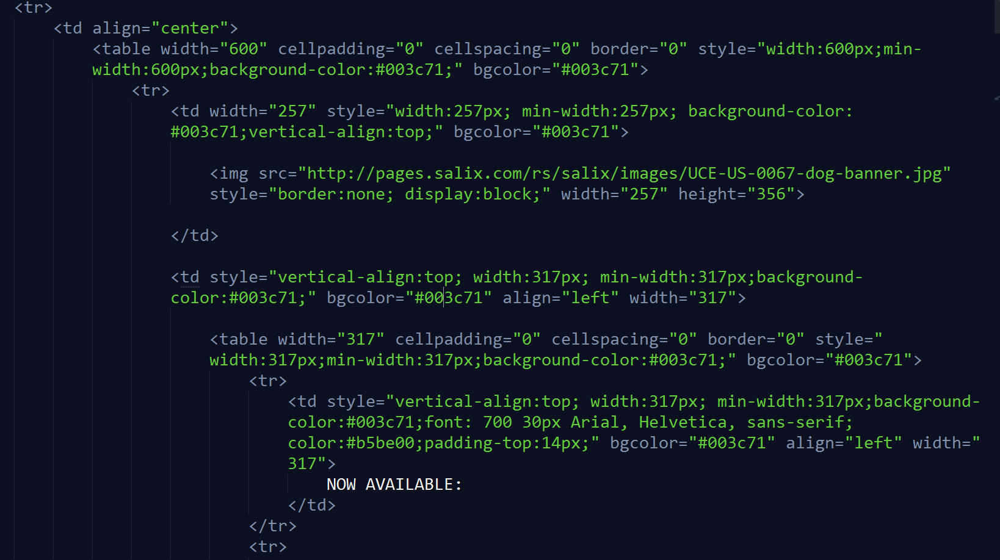 <tr>
<td align="center">
<table width="600" cellpadding="0" cellspacing="0" border="0" style="width:600px;min-
width:600px;background-color:#003c71;" bgcolor="#003c71">
<tr>
<td width="257" style="width:257px; min-width:257px; background-color:
#003c71;vertical-align:top;" bgcolor="#003c71">
<img src="http://pages.salix.com/rs/salix/images/UCE-US-0067-dog-banner.jpg"
style="border:none; display:block;" width="257" height="356">
</td>
<td style="vertical-align:top; width:317px; min-width:317px;background-
color:#003c71;" bgcolor="#003c71" align="left" width="317">
<table width="317" cellpadding="0" cellspacing="0" border="0" style="
width:317px;min-width:317px;background-color:#003c71;" bgcolor="#003c71">
<tr>
<td style="vertical-align:top; width:317px; min-width:317px;background-
color:#003c71;font: 700 30px Arial, Helvetica, sans-serif;
color:#b5be00;padding-top:14px;" bgcolor="#003c71" align="left" width="
317">
NOW AVAILABLE:
</td>
</tr>
<tr>